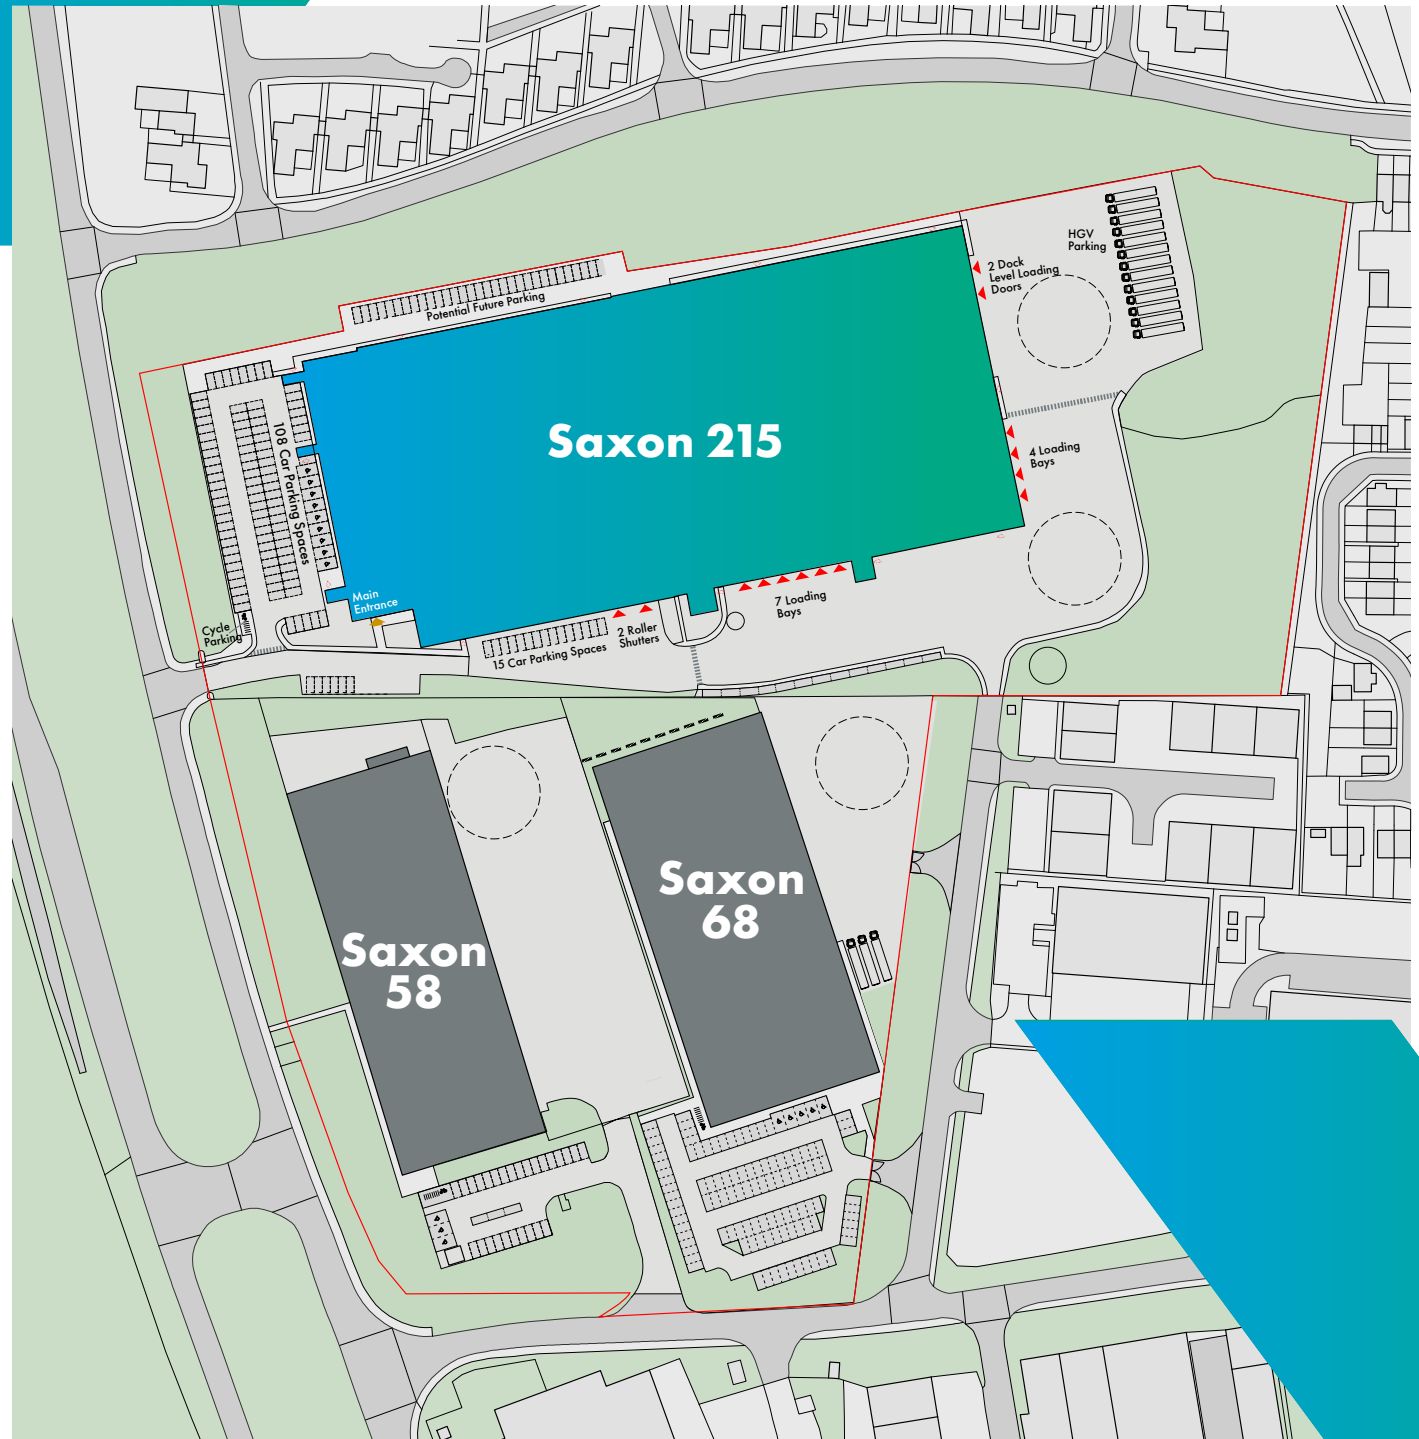 HGV
Parking
2 Dock
Level Loading
Doors
Potential Future Parking
Saxon 215
108 Car Parking Spaces
4 Loading
Bays
Main
Entrance
7 Loading
Bays
Cycle
Parking
2 Roller
Shutters
15 Car Parking Spaces
Saxon
68
Saxon
58